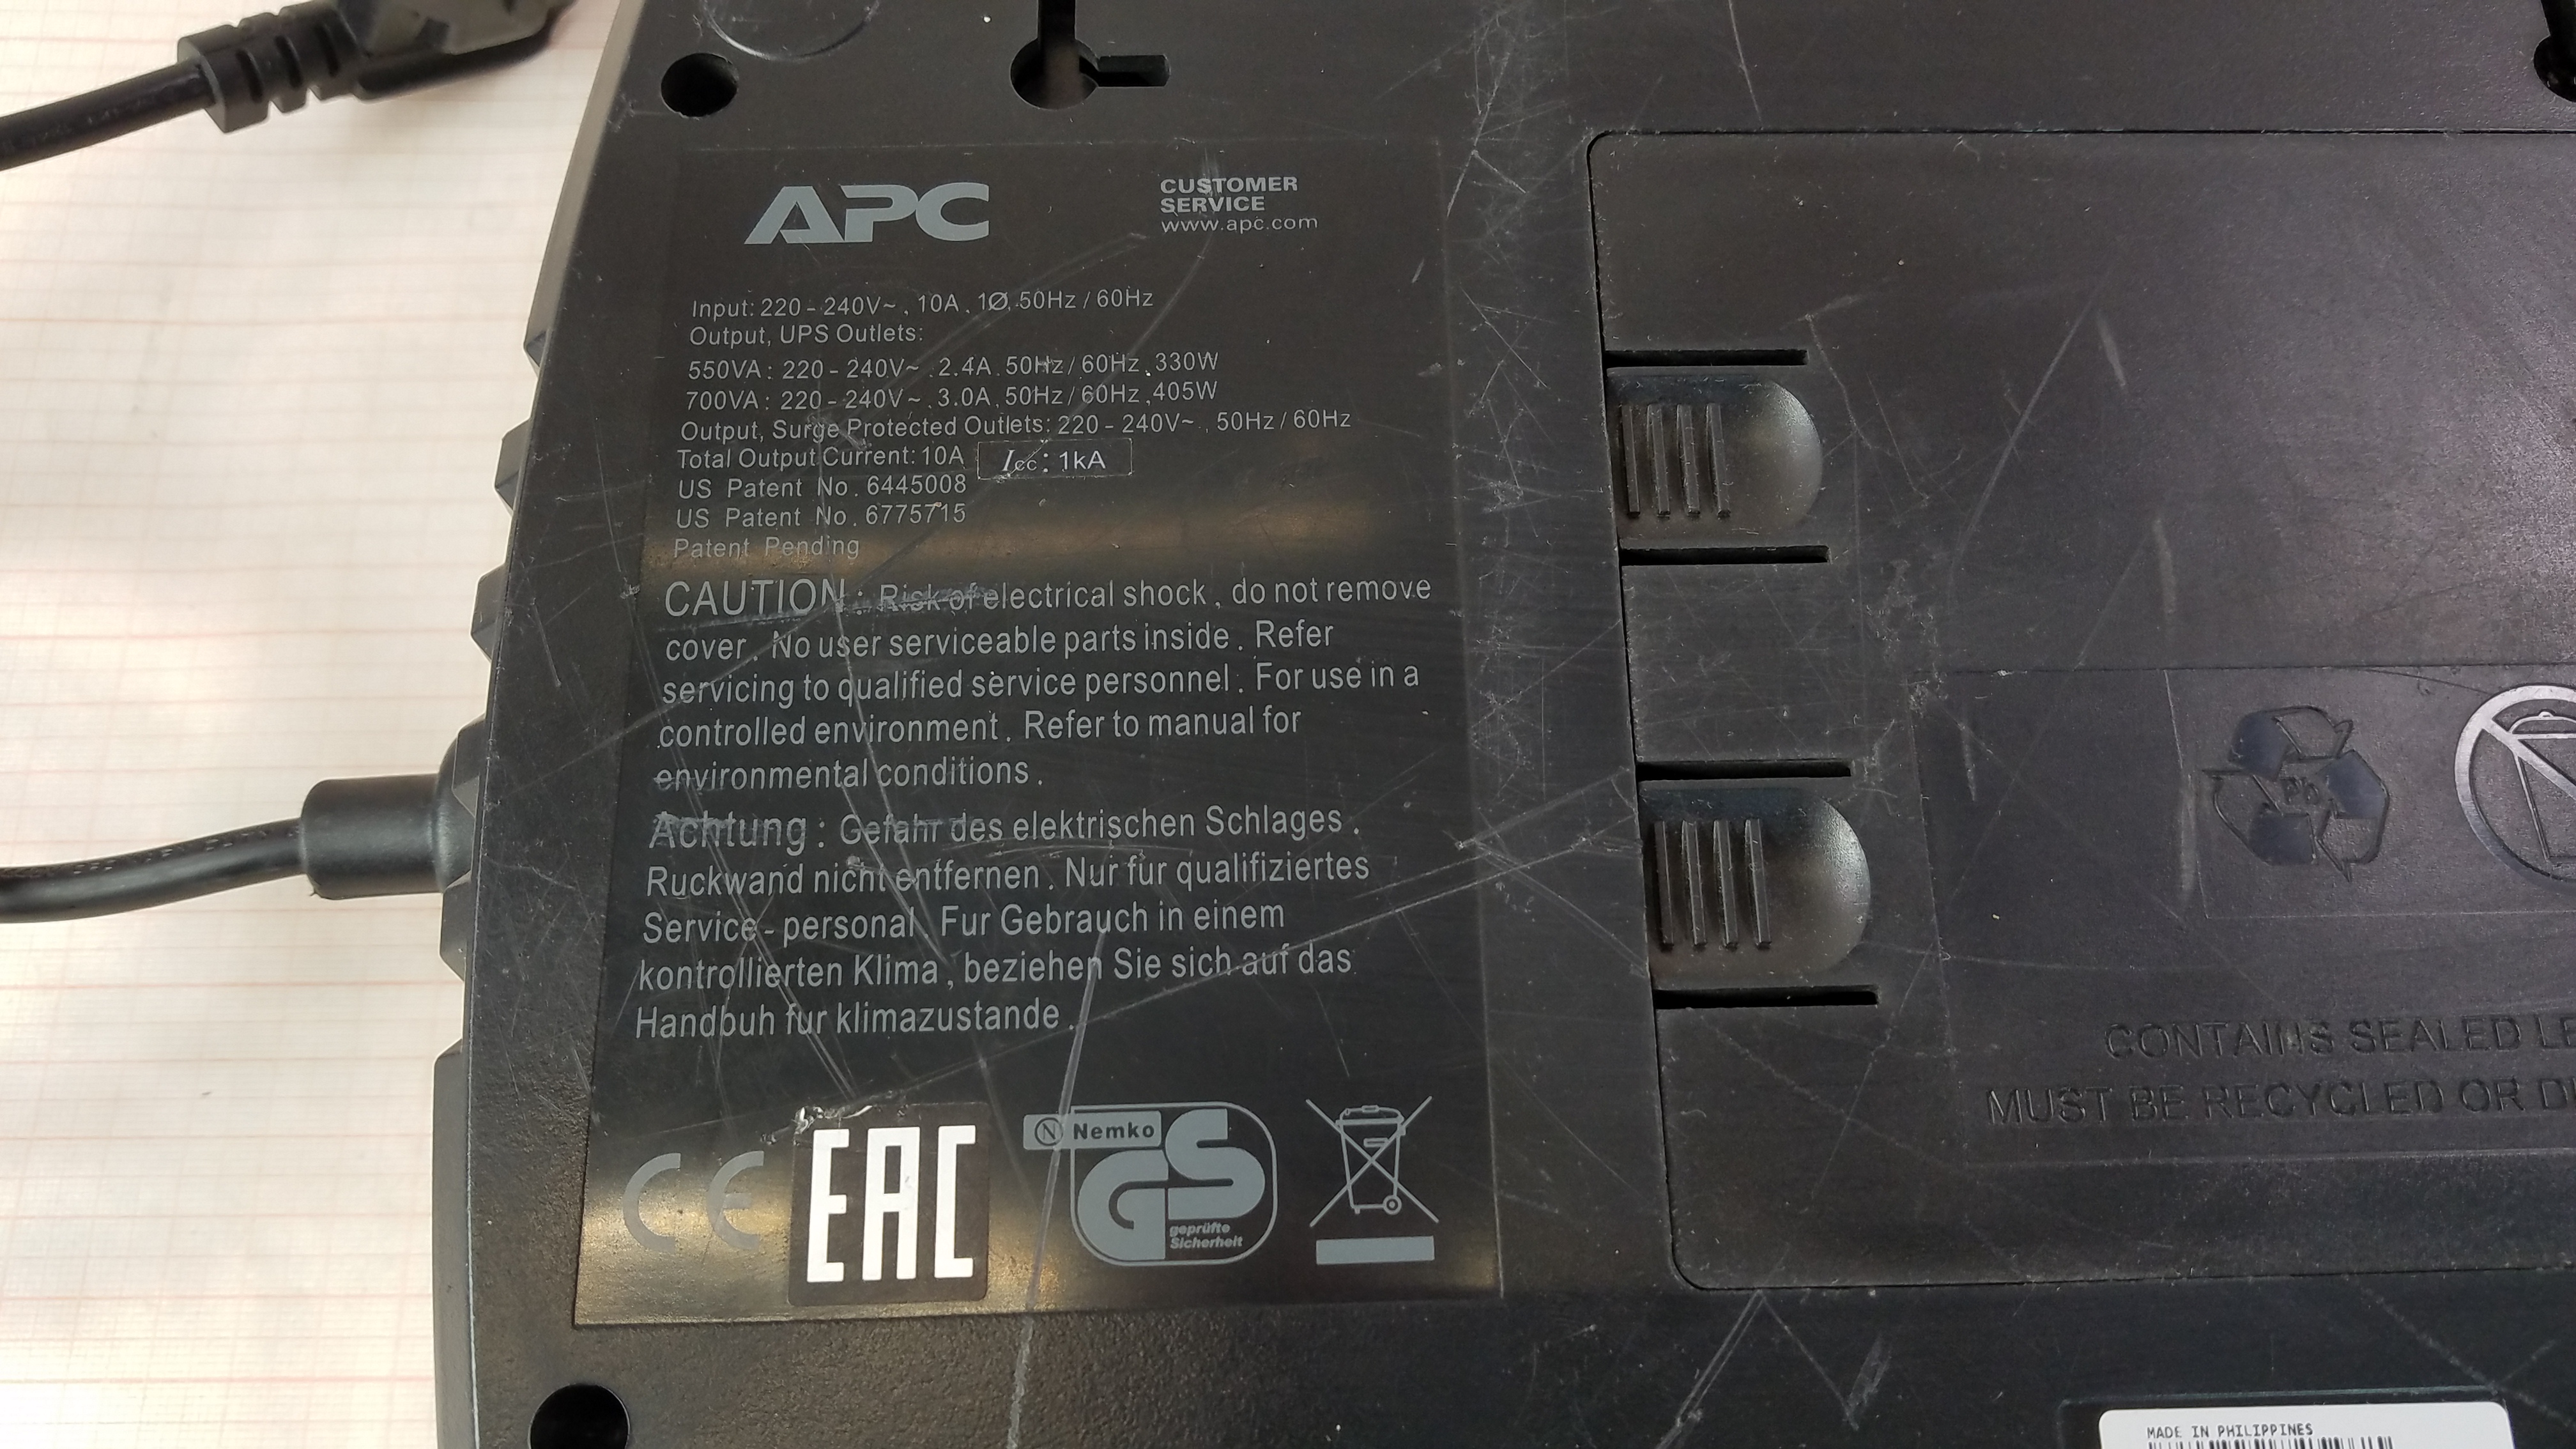 APC
CUSTOMER
SERVICE
www.apc.com
Input: 220 - 240V~ , 10A , 1Ø, 50Hz / 60Hz
Output, UPS Outlets:
550VA : 220 - 240V~ , 2.4A, 50Hz / 60Hz , 330W
700VA : 220 - 240V~ , 3.0A, 50Hz / 60Hz , 405W
Output, Surge Protected Outlets: 220 - 240V~ , 50Hz / 60Hz
Total Output Current: 10A
Icc: 1kA
US Patent No. 6445008
US Patent No. 6775715
Patent Pending
CAUTION : Risk of electrical shock , do not remove
cover . No user serviceable parts inside . Refer
servicing to qualified service personnel . For use in a
controlled environment . Refer to manual for
environmental conditions .
Achtung : Gefahr des elektrischen Schlages .
Ruckwand nicht entfernen . Nur fur qualifiziertes
Service - personal. Fur Gebrauch in einem
kontrollierten Klima , beziehen Sie sich auf das
Handbuh fur klimazustande .
CE
EAC
N Nemko
GS
geprüfte
Sicherheit
Pb
CONTAINS SEALED LE
MUST BE RECYCLED OR D
MADE IN PHILIPPINES